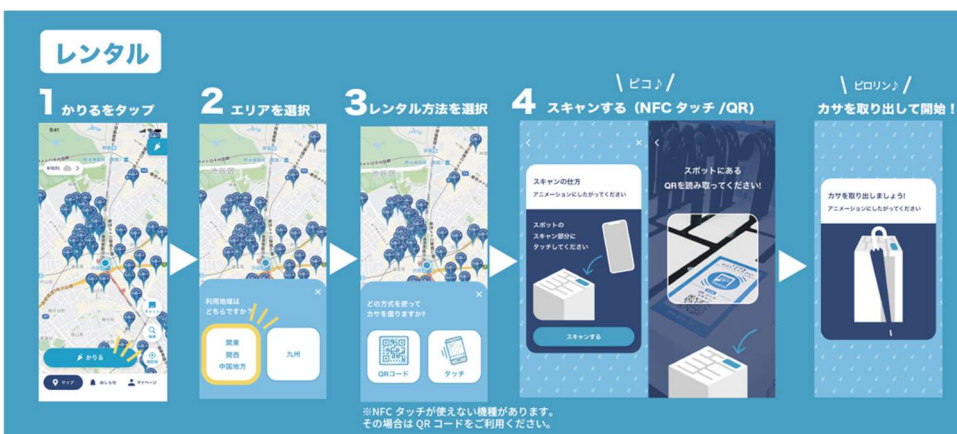 レンタル
1 かりるをタップ
2 エリアを選択
3 レンタル方法を選択
\ ピコ♪ /
4 スキャンする（NFC タッチ /QR）
\ ピロリン♪ /
カサを取り出して開始！
9:41
かりる
マップ
おしらせ
マイページ
利用地域は
どちらですか？
関東
関西
中国地方
九州
どの方式を使って
カサを借りますか?
QRコード
タッチ
スキャンの仕方
アニメーションにしたがってください
スポットの
スキャン部分に
タッチしてください
スキャンする
スポットにある
QRを読み取ってください!
カサを取り出しましょう!
アニメーションにしたがってください
※NFC タッチが使えない機種があります。
その場合は QR コードをご利用ください。